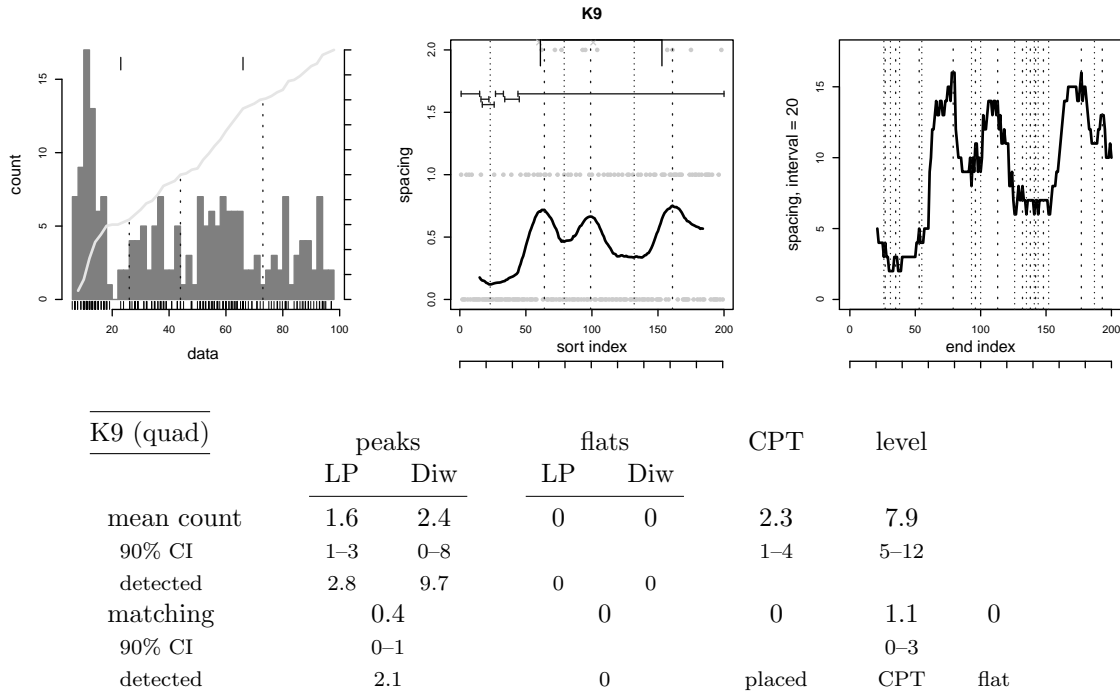 K9
count
0
5
10
15
20
40
60
80
100
data
spacing
0.0
0.5
1.0
1.5
2.0
0
50
100
150
200
sort index
spacing, interval = 20
0
5
10
15
0
50
100
150
200
end index
K9 (quad)
peaks flats CPT level
LP Diw LP Diw
mean count 1.6 2.4 0 0 2.3 7.9
90% CI 1–3 0–8 1–4 5–12
detected 2.8 9.7 0 0
matching 0.4 0 0 1.1 0
90% CI 0–1 0–3
detected 2.1 0 placed CPT flat